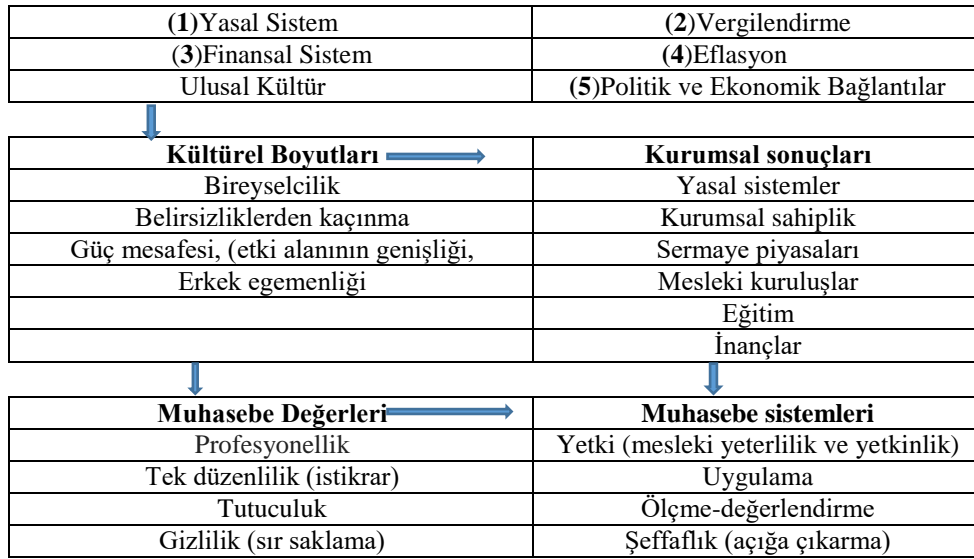 (1)Yasal Sistem (2)Vergilendirme
(3)Finansal Sistem (4)Eflasyon
Ulusal Kültür (5)Politik ve Ekonomik Bağlantılar
Kültürel Boyutları Kurumsal sonuçları
Bireyselcilik Yasal sistemler
Belirsizliklerden kaçınma Kurumsal sahiplik
Güç mesafesi, (etki alanının genişliği, Sermaye piyasaları
Erkek egemenliği Mesleki kuruluşlar
Eğitim
İnançlar
Muhasebe Değerleri Muhasebe sistemleri
Profesyonellik Yetki (mesleki yeterlilik ve yetkinlik)
Tek düzenlilik (istikrar) Uygulama
Tutuculuk Ölçme-değerlendirme
Gizlilik (sır saklama) Şeffaflık (açığa çıkarma)